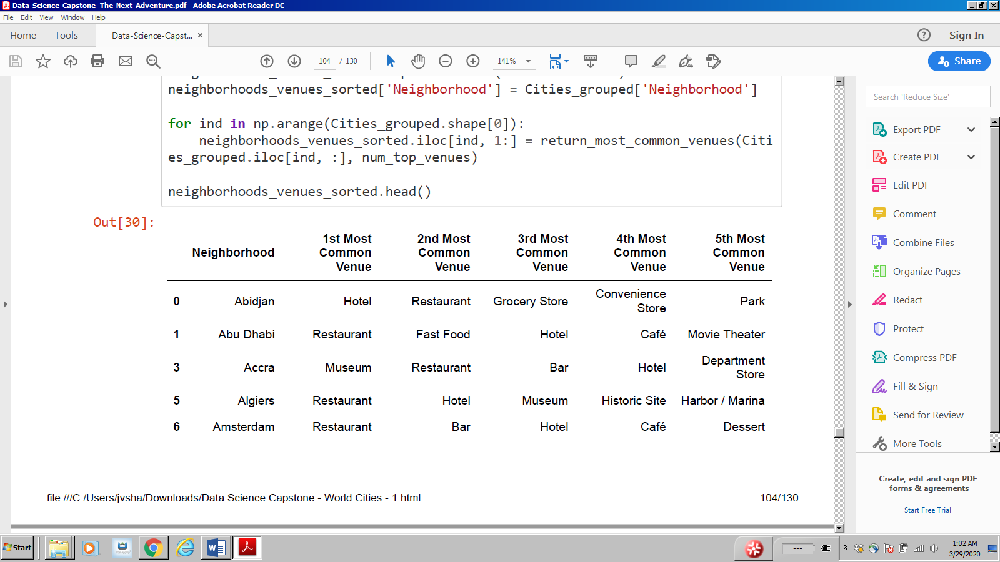 Data-Science-Capstone_The-Next-Adventure.pdf - Adobe Acrobat Reader DC
File Edit View Window Help
Home Tools Data-Science-Capst... × Sign In
104 / 130 141% Share
neighborhoods_venues_sorted['Neighborhood'] = Cities_grouped['Neighborhood']
for ind in np.arange(Cities_grouped.shape[0]):
neighborhoods_venues_sorted.iloc[ind, 1:] = return_most_common_venues(Citi
es_grouped.iloc[ind, :], num_top_venues)
neighborhoods_venues_sorted.head()
Out[30]:
Neighborhood 1st Most Common Venue 2nd Most Common Venue 3rd Most Common Venue 4th Most Common Venue 5th Most Common Venue
0 Abidjan Hotel Restaurant Grocery Store Convenience Store Park
1 Abu Dhabi Restaurant Fast Food Hotel Café Movie Theater
3 Accra Museum Restaurant Bar Hotel Department Store
5 Algiers Restaurant Hotel Museum Historic Site Harbor / Marina
6 Amsterdam Restaurant Bar Hotel Café Dessert
file:///C:/Users/jvsha/Downloads/Data Science Capstone - World Cities - 1.html 104/130
Search 'Reduce Size'
Export PDF
Create PDF
Edit PDF
Comment
Combine Files
Organize Pages
Redact
Protect
Compress PDF
Fill & Sign
Send for Review
More Tools
Create, edit and sign PDF
forms & agreements
Start Free Trial
Start
---
1:02 AM
3/29/2020